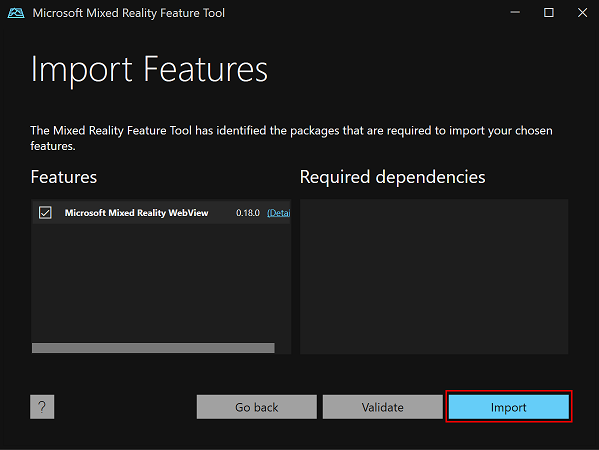 Microsoft Mixed Reality Feature Tool
Import Features
The Mixed Reality Feature Tool has identified the packages that are required to import your chosen
features.
Features
Required dependencies
Microsoft Mixed Reality WebView 0.18.0 (Detai
?
Go back
Validate
Import